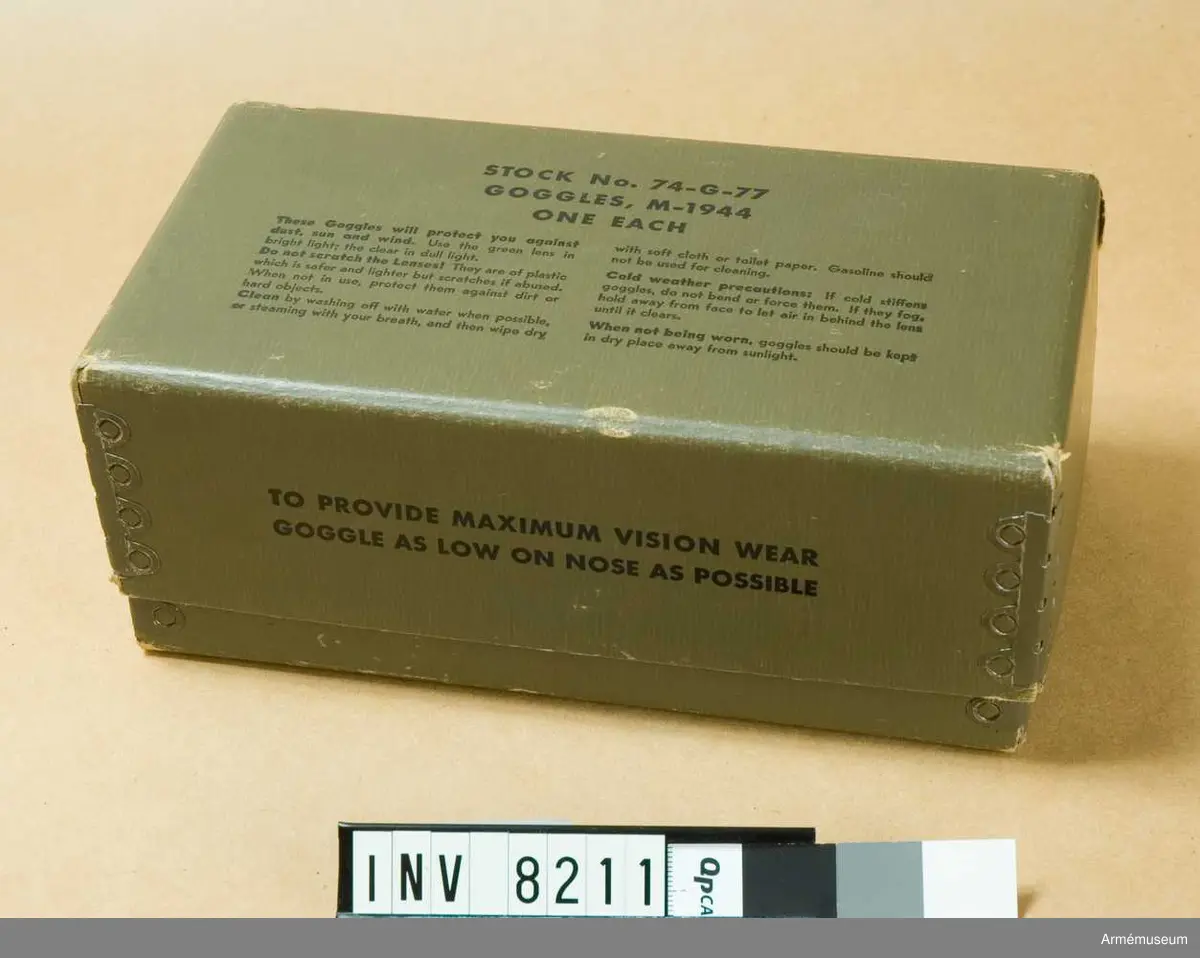 STOCK No. 74-G-77
GOGGLES, M-1944
ONE EACH
These Goggles will protect you against
dust, sun and wind. Use the green lens in
bright light; the clear in dull light.
Do not scratch the Lenses! They are of plastic
which is safer and lighter but scratches if abused.
When not in use, protect them against dirt or
hard objects.
Clean by washing off with water when possible,
or steaming with your breath, and then wipe dry
with soft cloth or toilet paper. Gasoline should
not be used for cleaning.
Cold weather precautions: If cold stiffens
goggles, do not bend or force them. If they fog,
hold away from face to let air in behind the lens
until it clears.
When not being worn, goggles should be kept
in dry place away from sunlight.
TO PROVIDE MAXIMUM VISION WEAR
GOGGLE AS LOW ON NOSE AS POSSIBLE
INV 8211
QPCA
Armémuseum